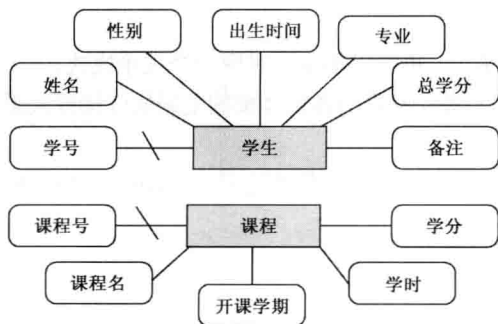 性别
出生时间
专业
姓名
总学分
学号
学生
备注
课程号
课程
学分
课程名
开课学期
学时